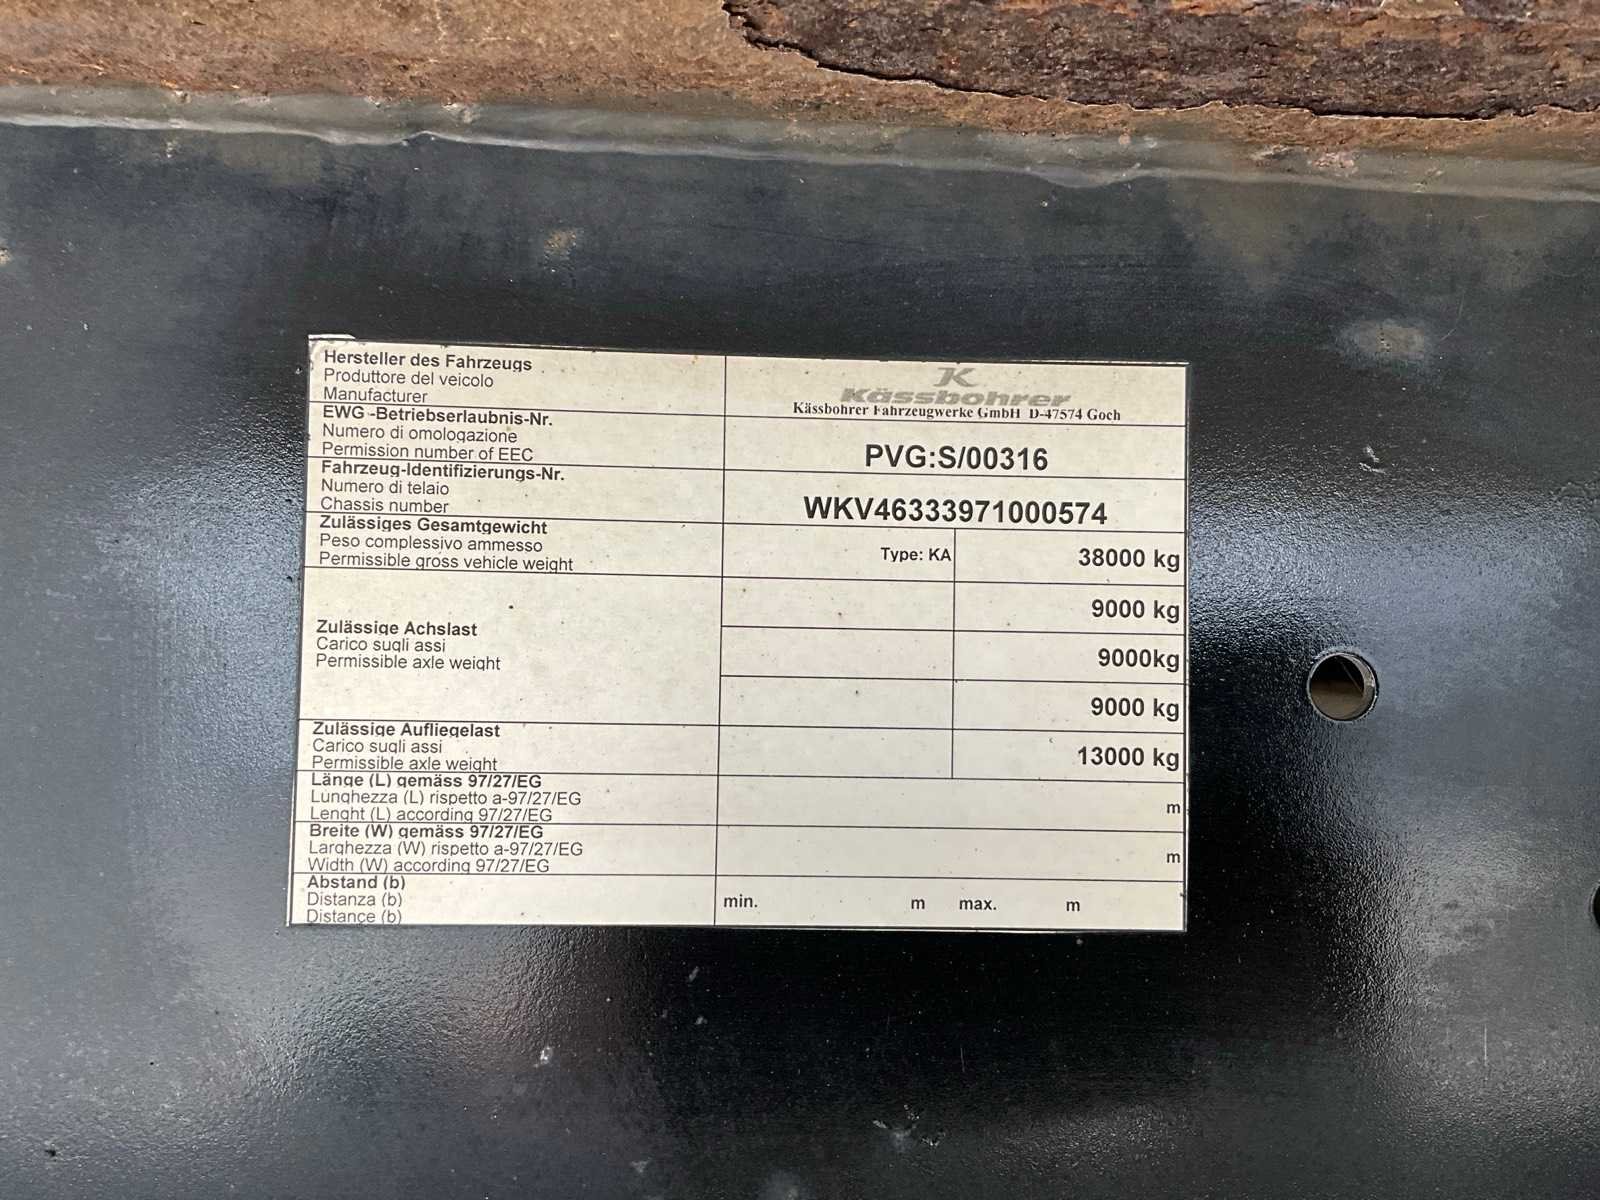 Hersteller des Fahrzeugs
Produttore del veicolo
Manufacturer
K
Kässbohrer
Kässbohrer Fahrzeugwerke GmbH D-47574 Goch
EWG -Betriebserlaubnis-Nr.
Numero di omologazione
Permission number of EEC
PVG:S/00316
Fahrzeug-Identifizierungs-Nr.
Numero di telaio
Chassis number
WKV46333971000574
Zulässiges Gesamtgewicht
Peso complessivo ammesso
Permissible gross vehicle weight
Type: KA
38000 kg
Zulässige Achslast
Carico sugli assi
Permissible axle weight
9000 kg
9000kg
9000 kg
Zulässige Aufliegelast
Carico sugli assi
Permissible axle weight
13000 kg
Länge (L) gemäss 97/27/EG
Lunghezza (L) rispetto a-97/27/EG
Lenght (L) according 97/27/EG
m
Breite (W) gemäss 97/27/EG
Larghezza (W) rispetto a-97/27/EG
Width (W) according 97/27/EG
m
Abstand (b)
Distanza (b)
Distance (b)
min. m max. m